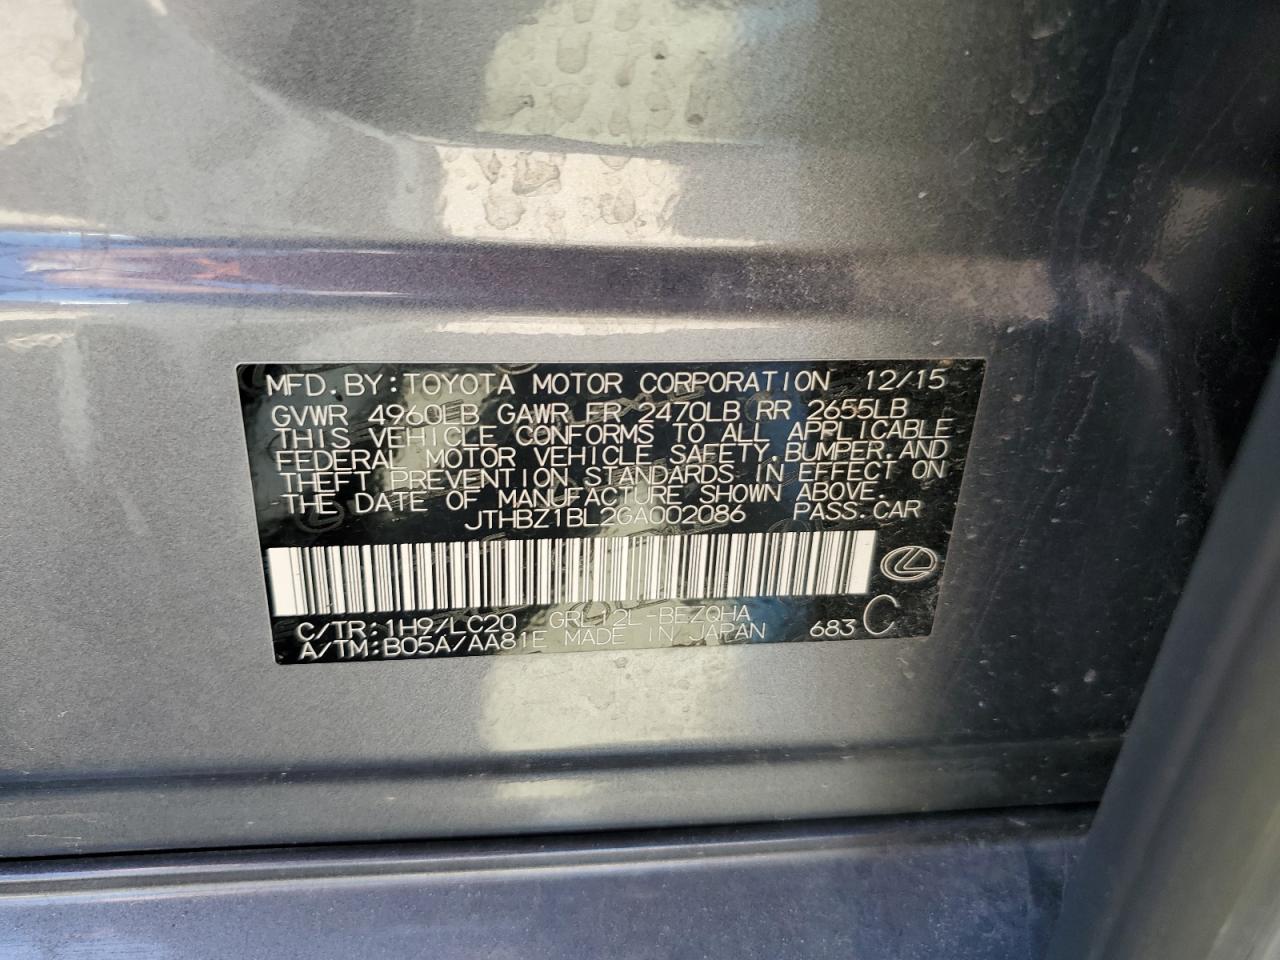 MFD.BY:TOYOTA MOTOR CORPORATION 12/15
GVWR 4960LB GAWR FR 2470LB RR 2655LB
THIS VEHICLE CONFORMS TO ALL APPLICABLE
FEDERAL MOTOR VEHICLE SAFETY,BUMPER,AND
THEFT PREVENTION STANDARDS IN EFFECT ON
THE DATE OF MANUFACTURE SHOWN ABOVE.
JTHBZ1BL2GA002086 PASS.CAR
C/TR:1H9/LC20 GRL12L-BEZQHA
A/TM:B05A/AA81E MADE IN JAPAN 683 C